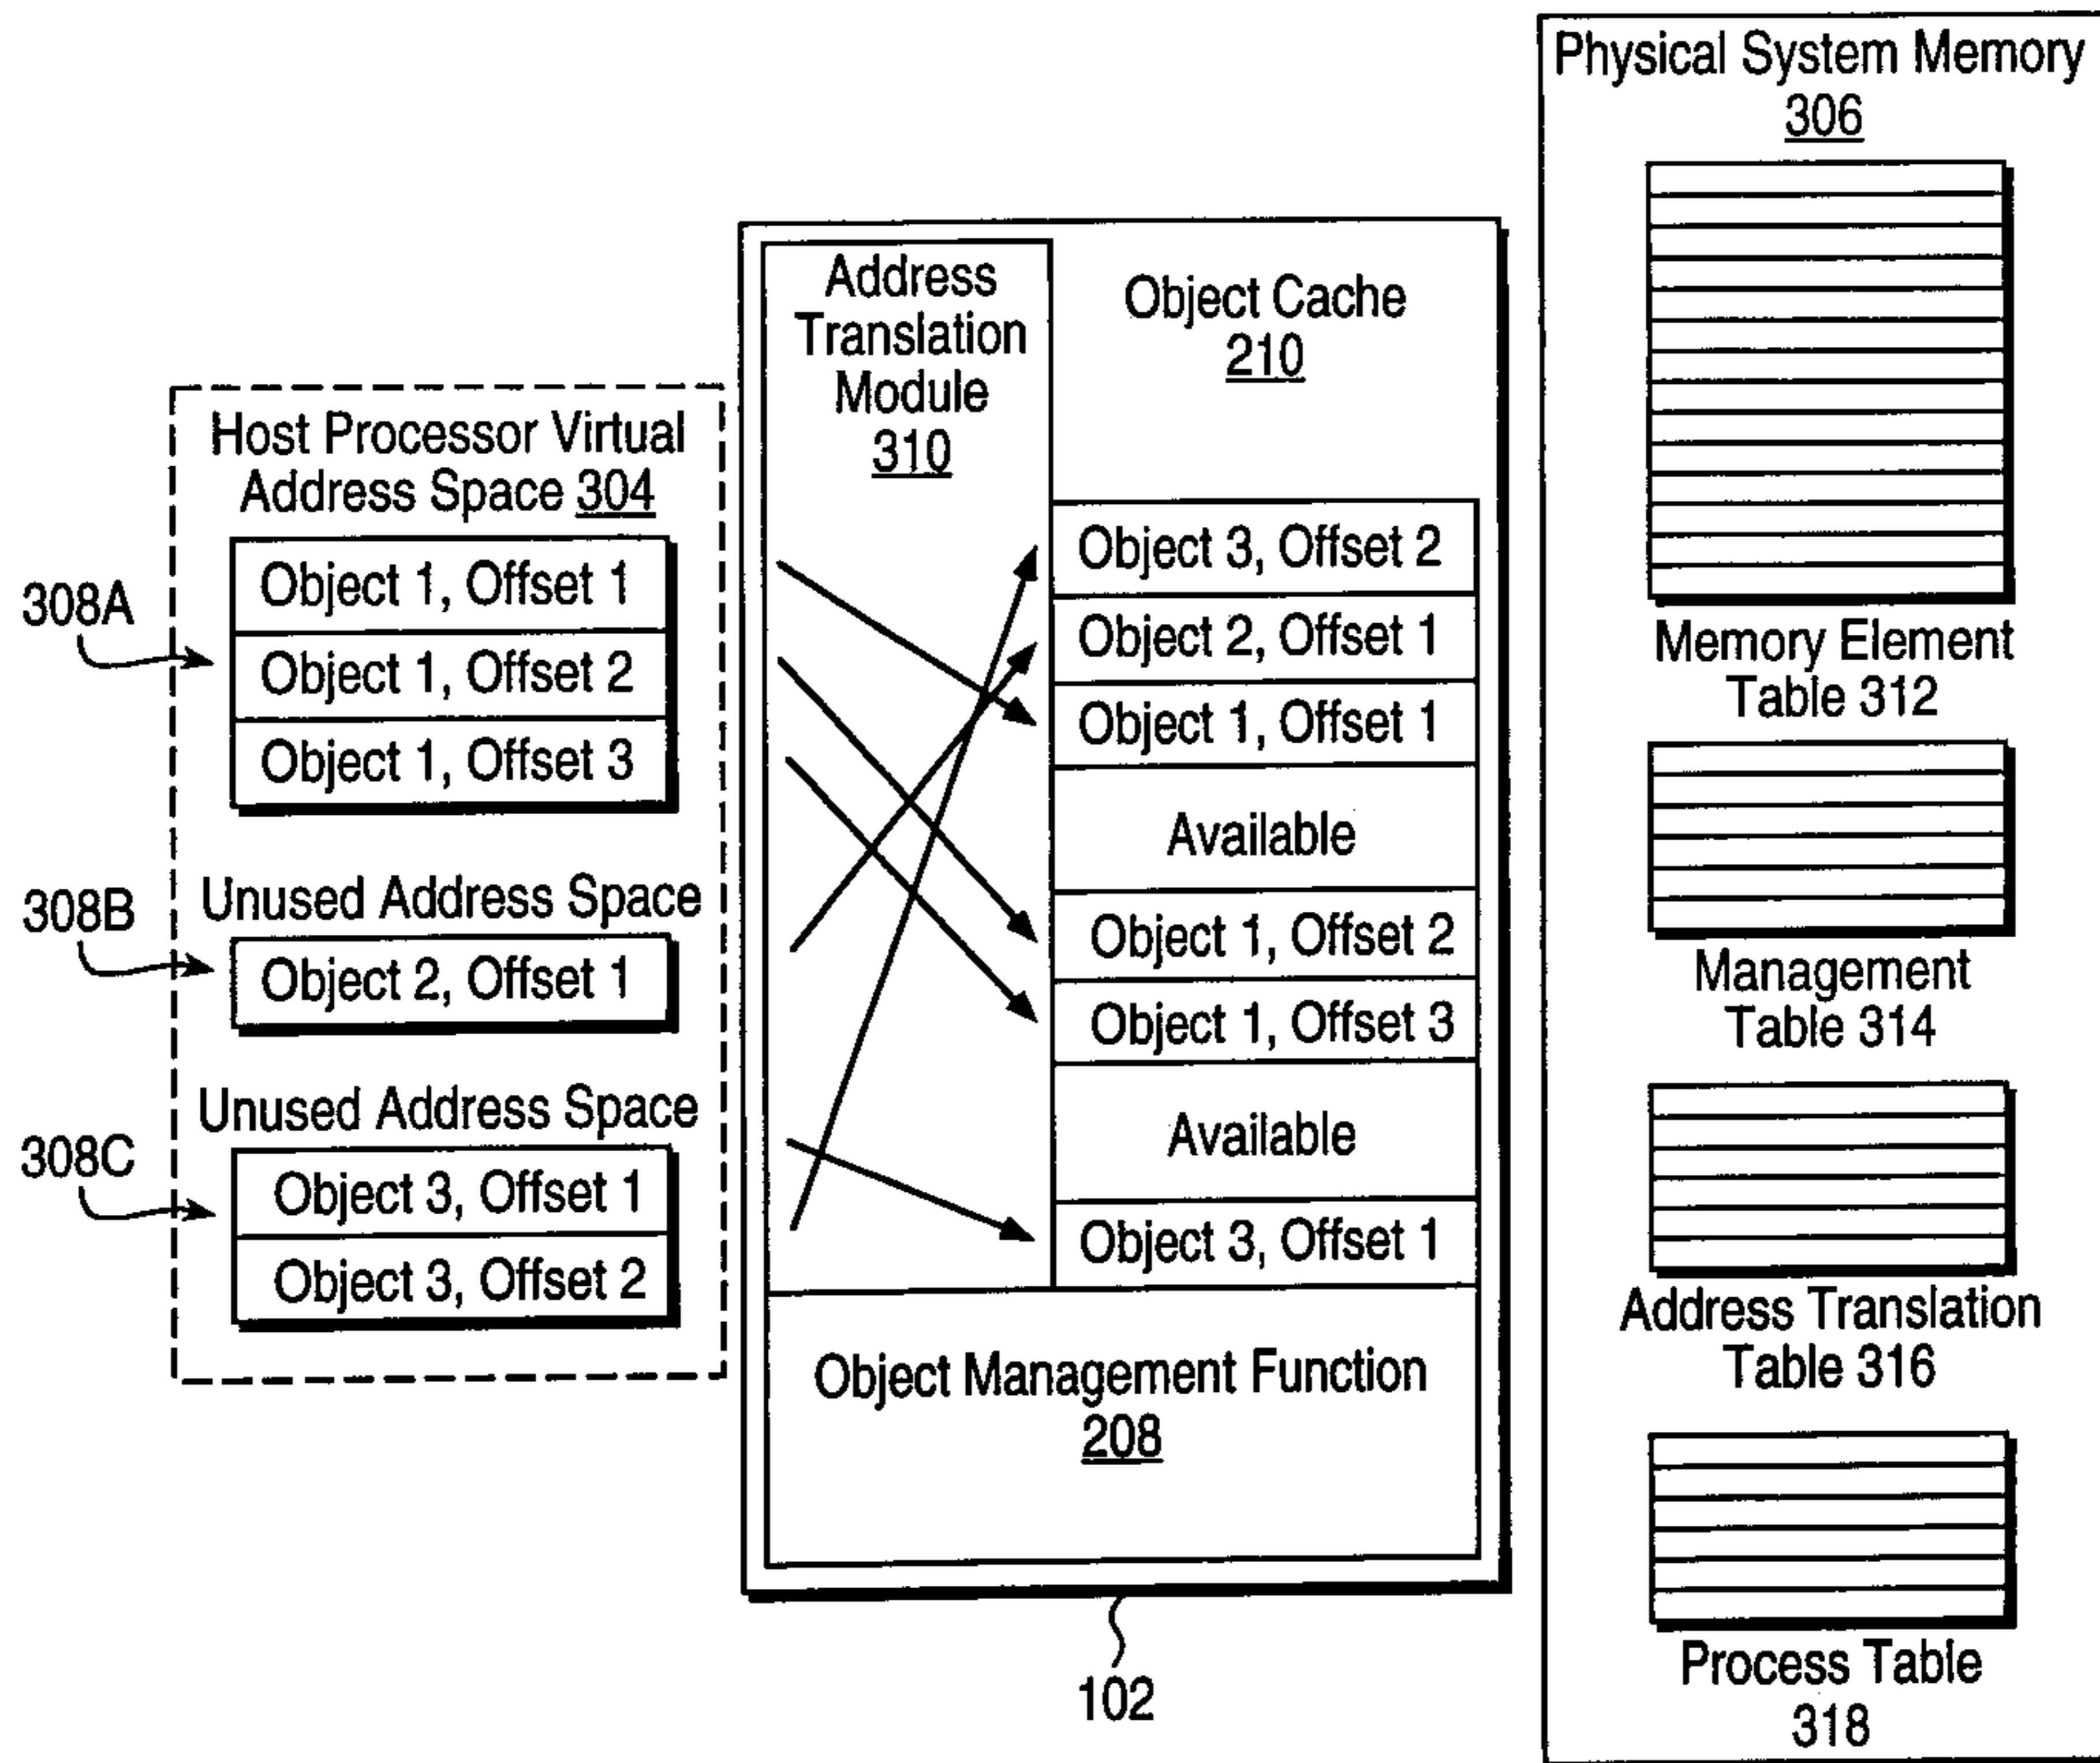 Host Processor Virtual
Address Space 304
308A
Object 1, Offset 1
Object 1, Offset 2
Object 1, Offset 3
Unused Address Space
308B
Object 2, Offset 1
Unused Address Space
308C
Object 3, Offset 1
Object 3, Offset 2
Address
Translation
Module
310
Object Cache
210
Object 3, Offset 2
Object 2, Offset 1
Object 1, Offset 1
Available
Object 1, Offset 2
Object 1, Offset 3
Available
Object 3, Offset 1
Object Management Function
208
102
Physical System Memory
306
Memory Element
Table 312
Management
Table 314
Address Translation
Table 316
Process Table
318